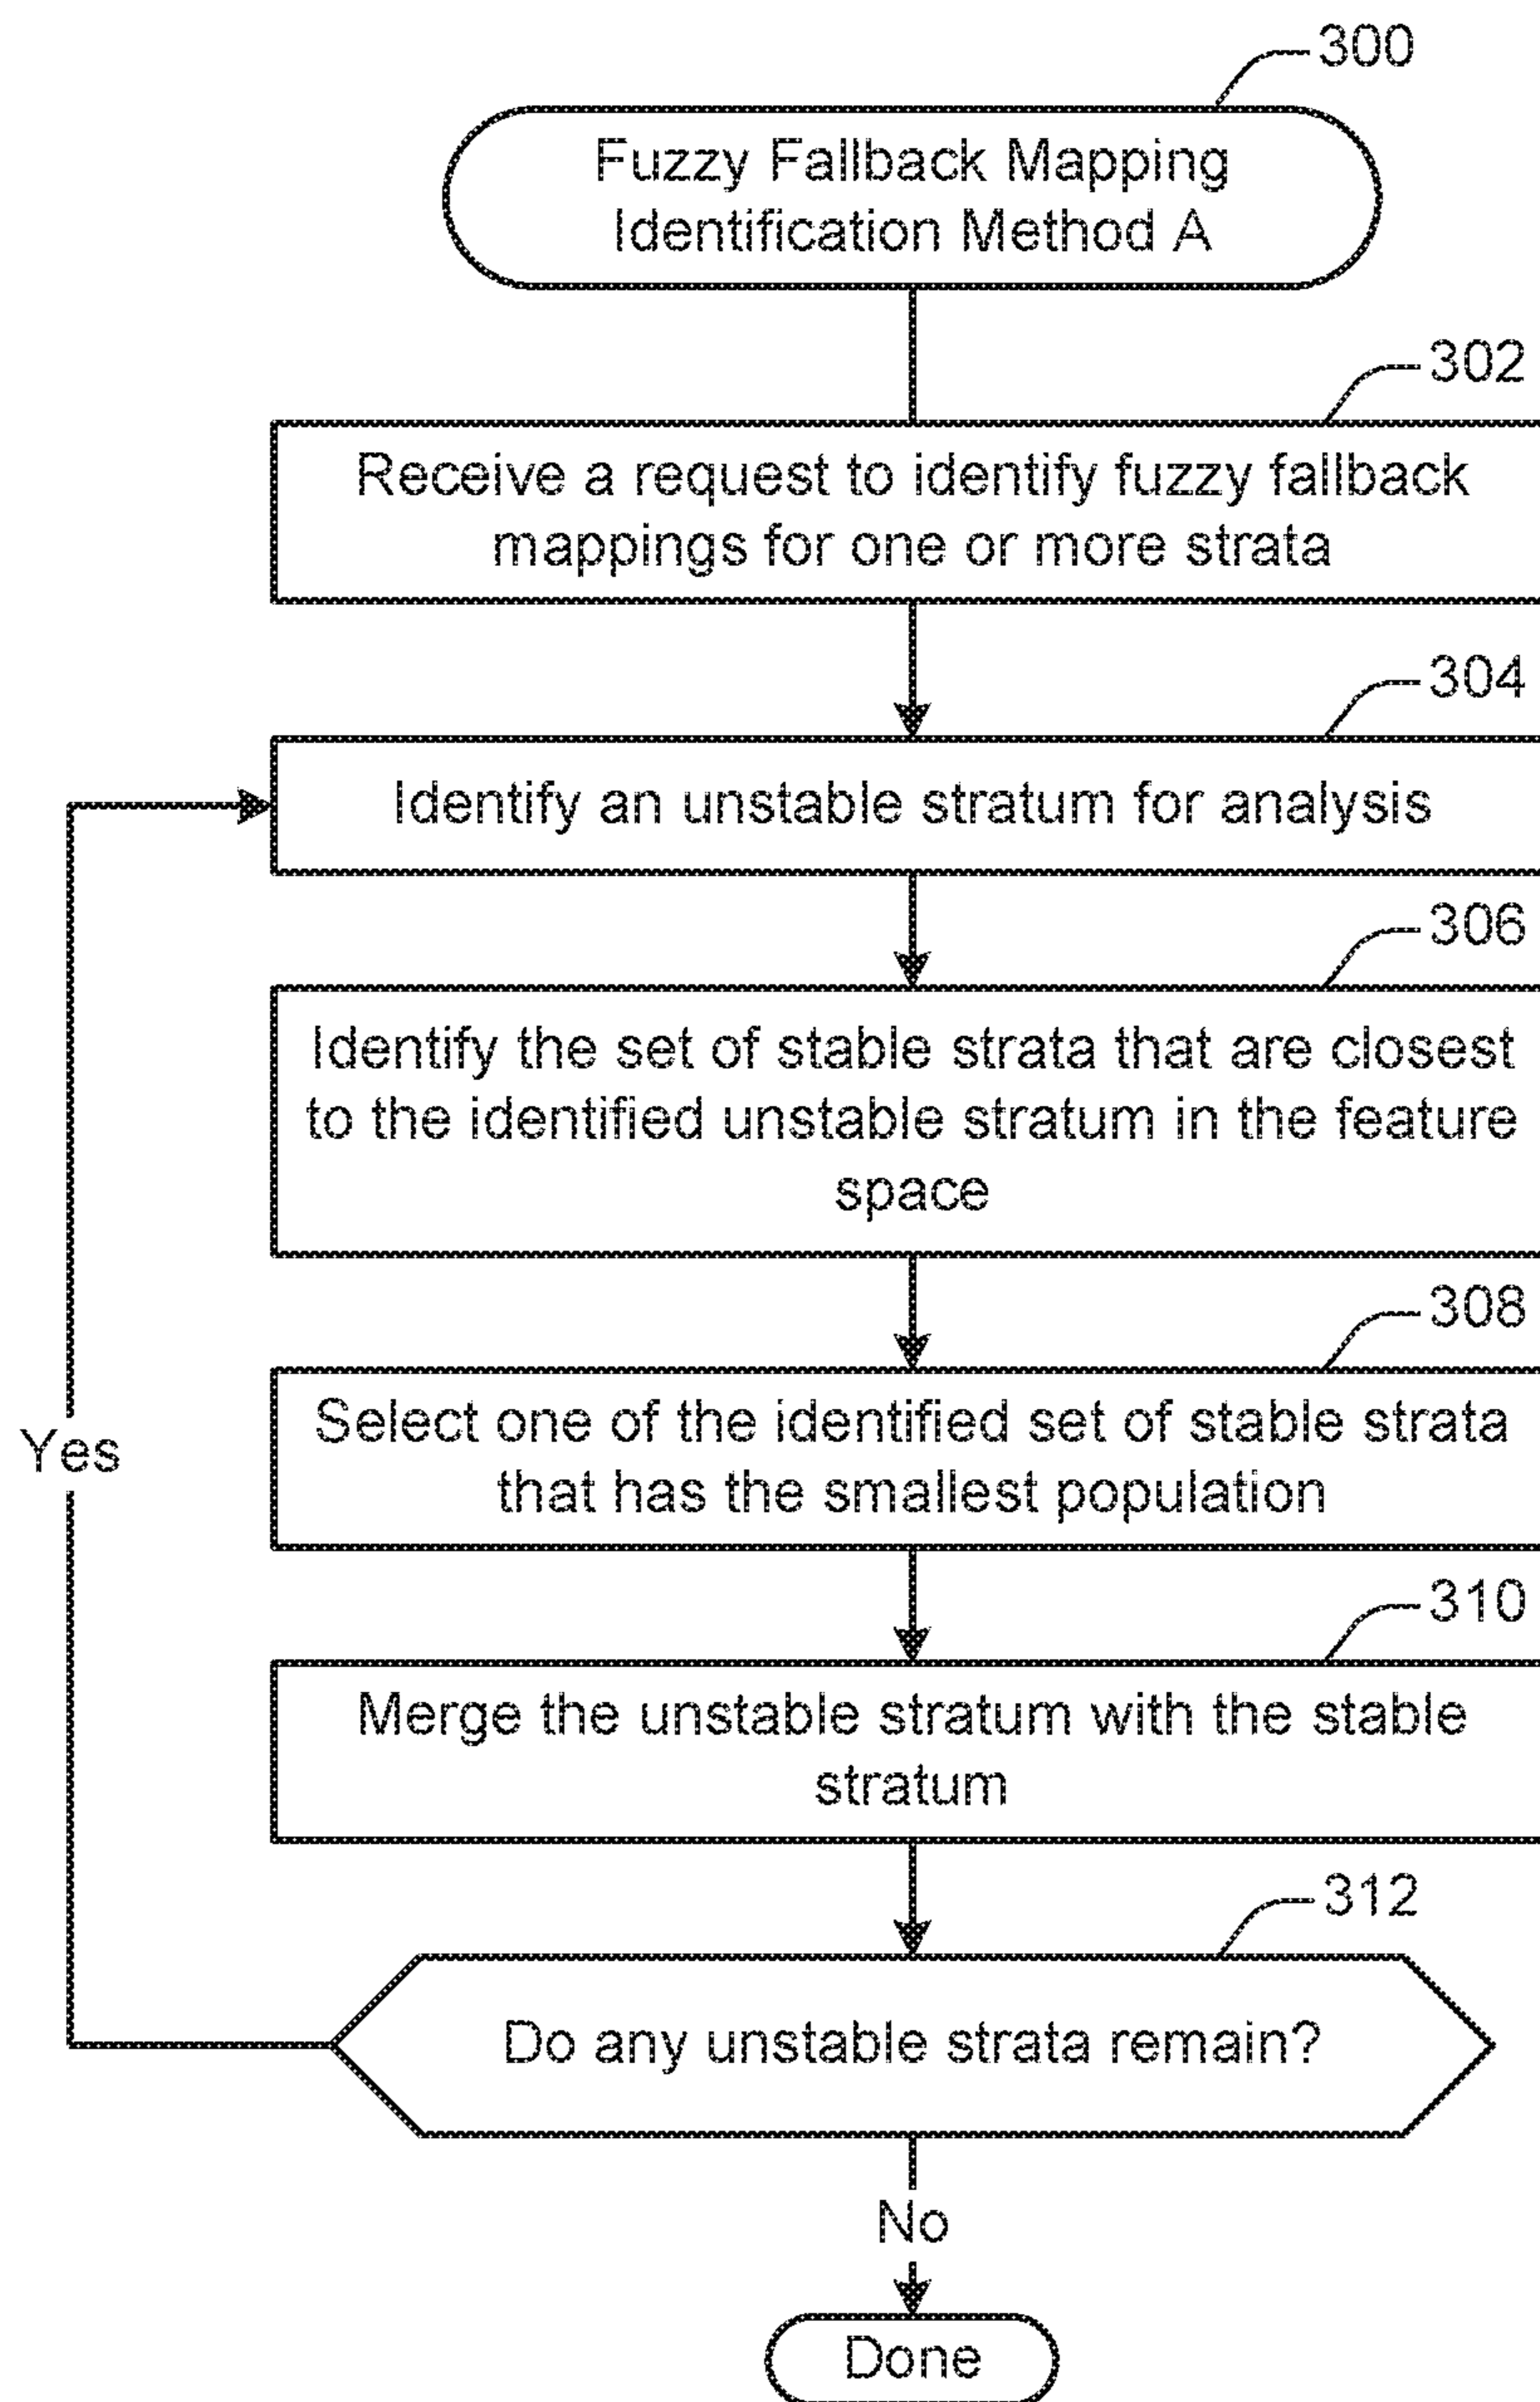 300
Fuzzy Fallback Mapping
Identification Method A
302
Receive a request to identify fuzzy fallback
mappings for one or more strata
304
Identify an unstable stratum for analysis
306
Identify the set of stable strata that are closest
to the identified unstable stratum in the feature
space
308
Select one of the identified set of stable strata
that has the smallest population
Yes
310
Merge the unstable stratum with the stable
stratum
312
Do any unstable strata remain?
No
Done